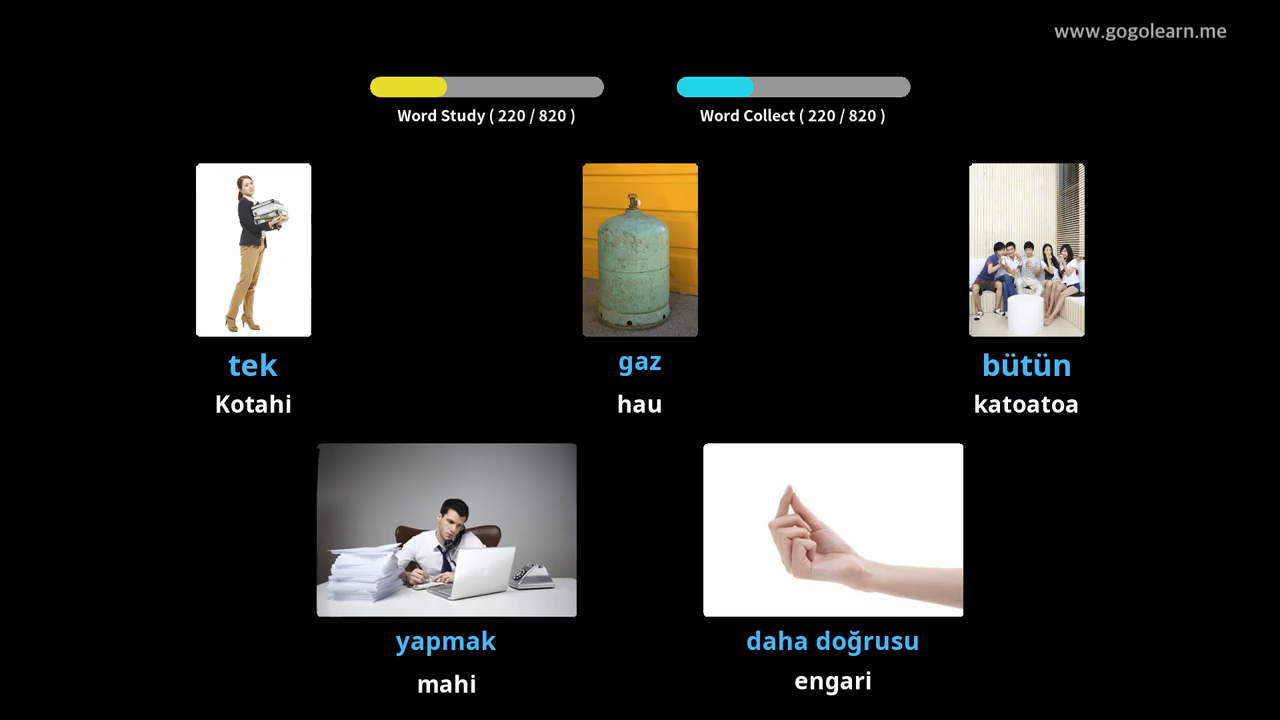 www.gogolearn.me
Word Study ( 220 / 820 )
Word Collect ( 220 / 820 )
tek
Kotahi
gaz
hau
bütün
katoatoa
yapmak
mahi
daha doğrusu
engari